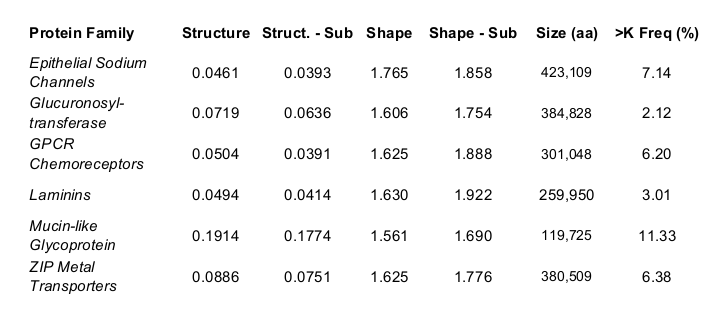 Protein Family Structure Struct. - Sub Shape Shape - Sub Size (aa) >K Freq (%)
Epithelial Sodium
Channels 0.0461 0.0393 1.765 1.858 423,109 7.14
Glucuronosyl-
transferase 0.0719 0.0636 1.606 1.754 384,828 2.12
GPCR
Chemoreceptors 0.0504 0.0391 1.625 1.888 301,048 6.20
Laminins 0.0494 0.0414 1.630 1.922 259,950 3.01
Mucin-like
Glycoprotein 0.1914 0.1774 1.561 1.690 119,725 11.33
ZIP Metal
Transporters 0.0886 0.0751 1.625 1.776 380,509 6.38